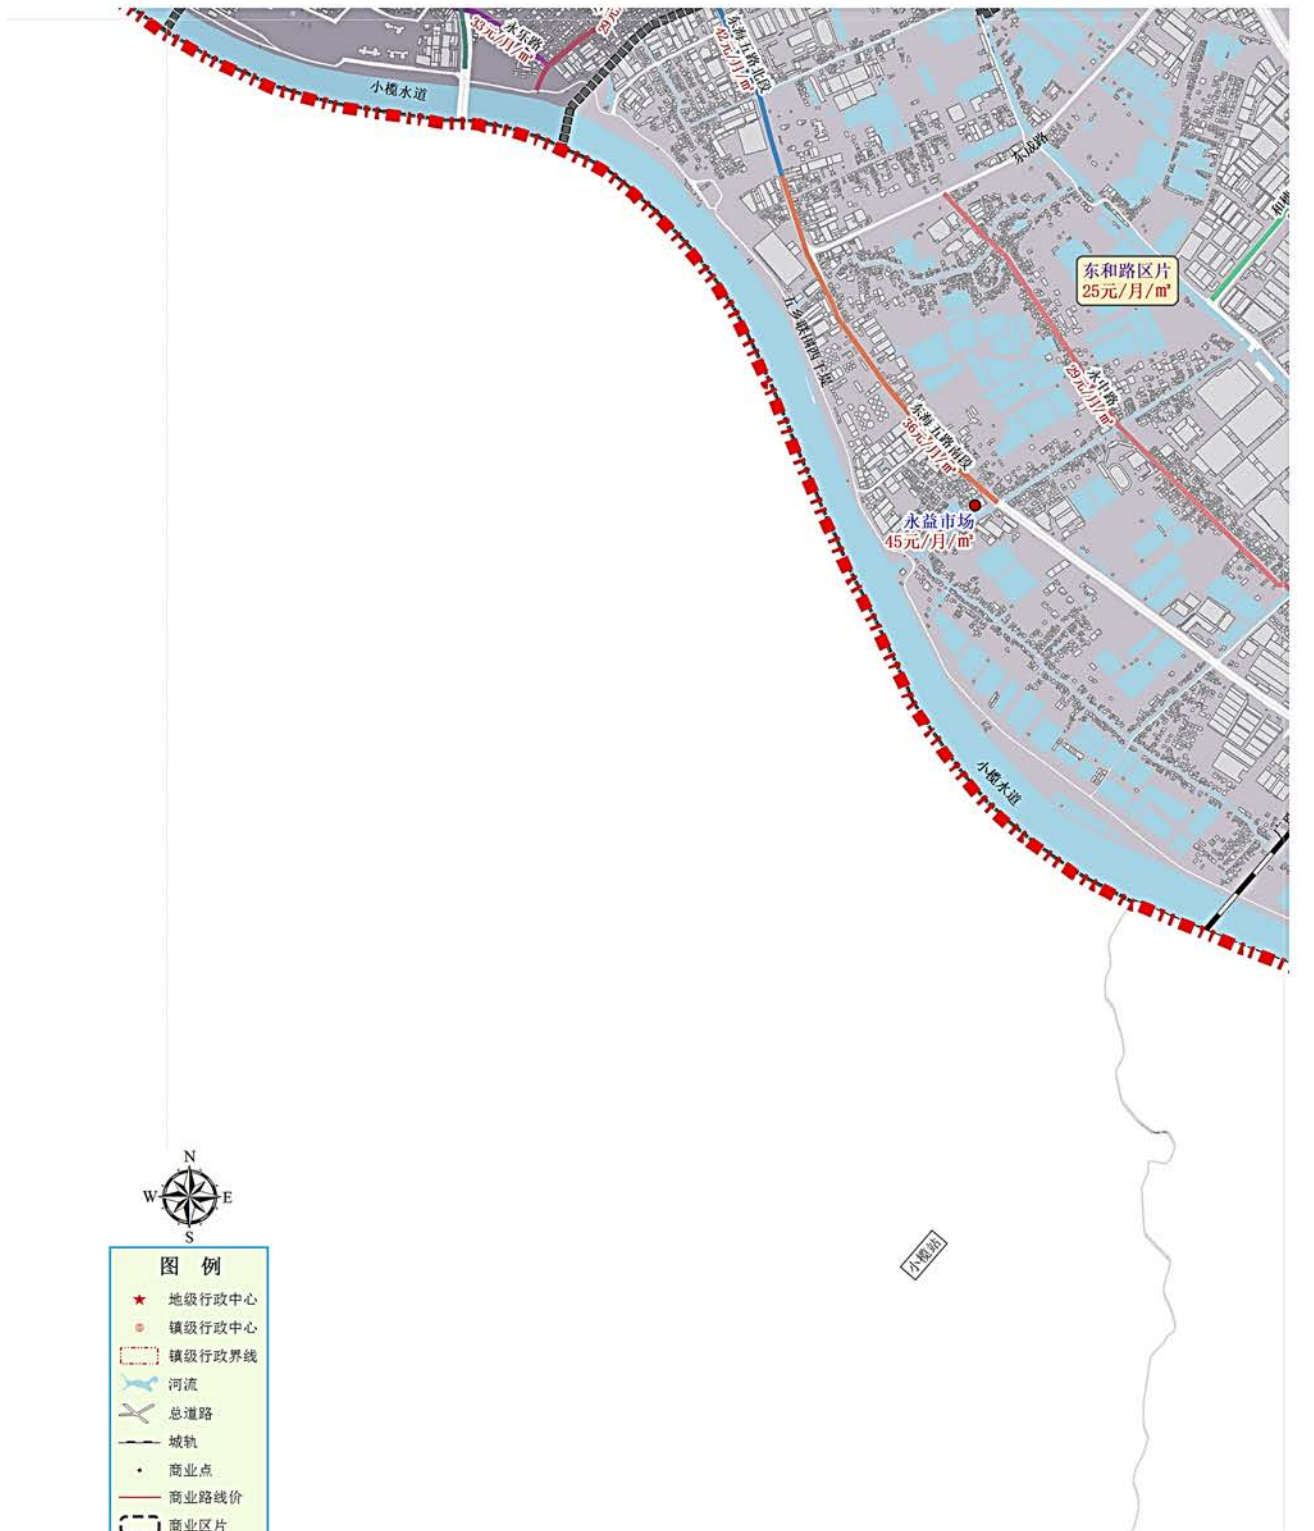 永乐路
33元/月/㎡
29元
东海五路北段
42元/月/㎡
小榄水道
东成路
和穗
东和路区片
25元/月/㎡
五乡联围西干堤
永中路
29元/月/㎡
东海五路南段
36元/月/㎡
永益市场
45元/月/㎡
小榄水道
N
W
E
S
小榄站
图 例
地级行政中心
镇级行政中心
镇级行政界线
河流
总道路
城轨
商业点
商业路线价
商业区片